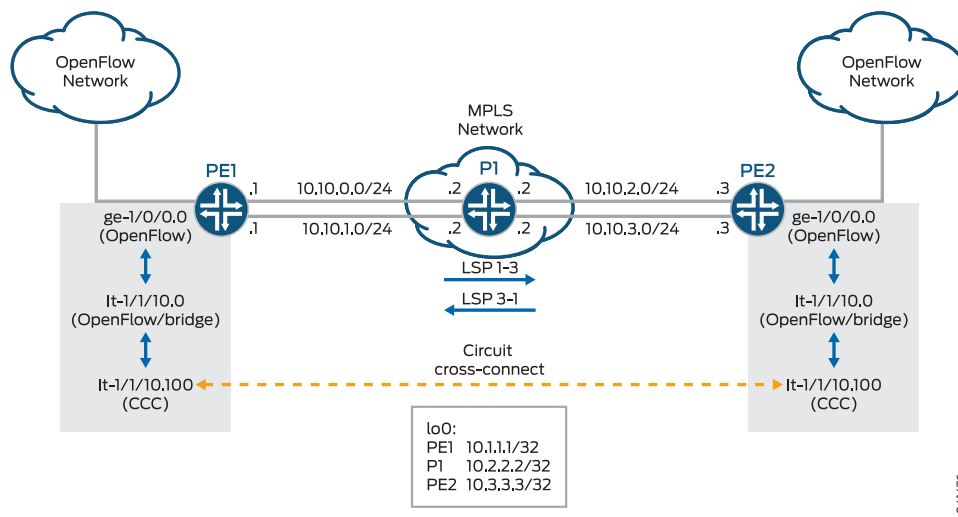 OpenFlow
Network
OpenFlow
Network
MPLS
Network
PE1
P1
PE2
.1
10.10.0.0/24
.2
.2
10.10.2.0/24
.3
.1
10.10.1.0/24
.2
.2
10.10.3.0/24
.3
ge-1/0/0.0
(OpenFlow)
ge-1/0/0.0
(OpenFlow)
LSP 1-3
LSP 3-1
lt-1/1/10.0
(OpenFlow/bridge)
lt-1/1/10.0
(OpenFlow/bridge)
Circuit
cross-connect
lt-1/1/10.100
(CCC)
lt-1/1/10.100
(CCC)
lo0:
PE1 10.1.1.1/32
P1 10.2.2.2/32
PE2 10.3.3.3/32